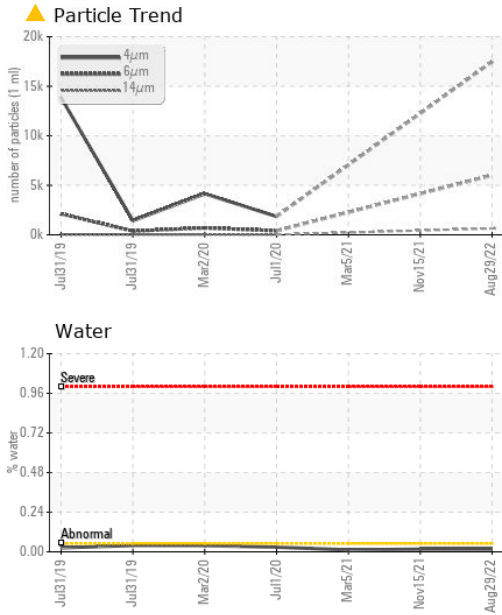 Particle Trend
20k
15k
10k
5k
0k
number of particles (1 ml)
4µm
6µm
14µm
Jul31/19
Jul31/19
Mar2/20
Jul1/20
Mar5/21
Nov15/21
Aug29/22
Water
1.20
0.96
0.72
0.48
0.24
0.00
% water
Severe
Abnormal
Jul31/19
Jul31/19
Mar2/20
Jul1/20
Mar5/21
Nov15/21
Aug29/22